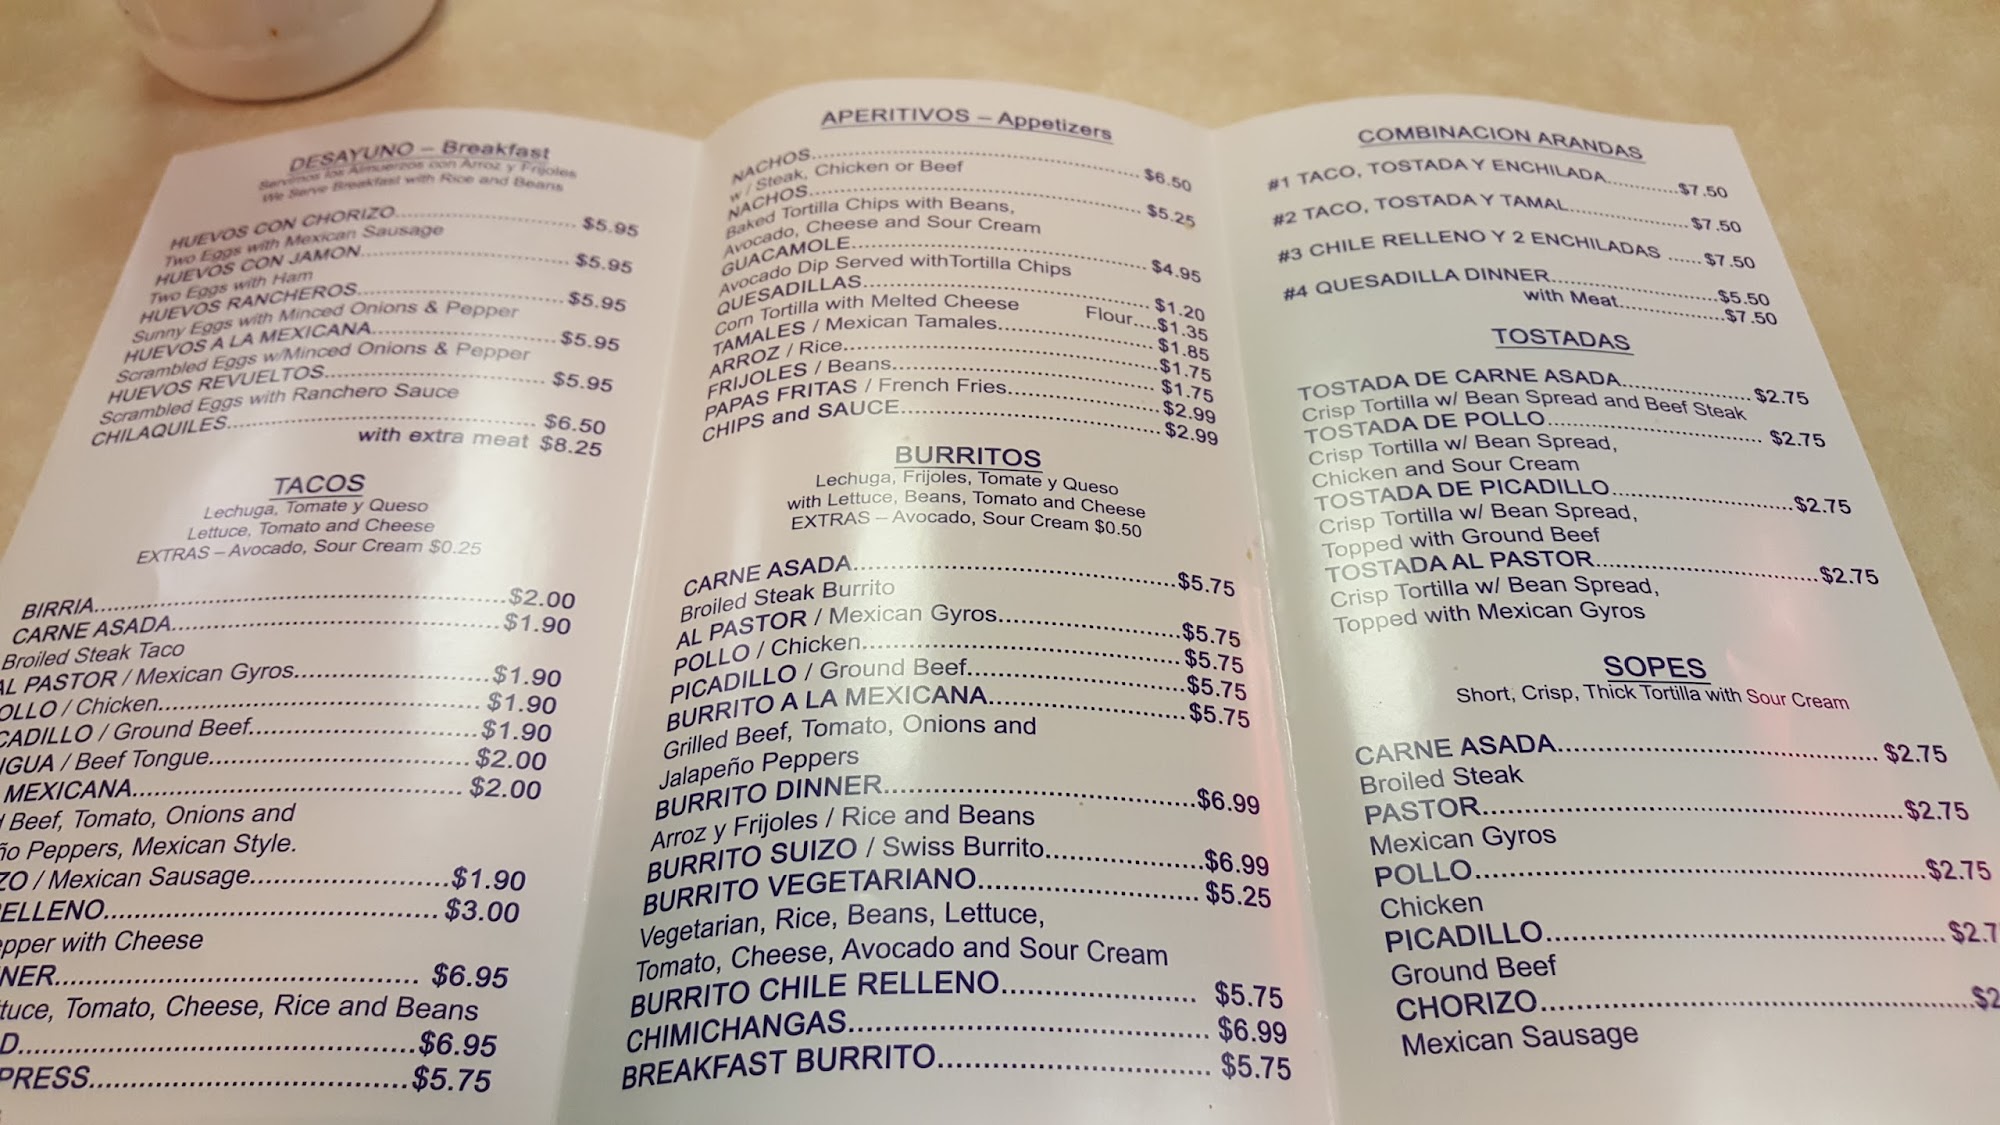 DESAYUNO – Breakfast
Servimos los Almuerzos con Arroz y Frijoles
We Serve Breakfast with Rice and Beans
HUEVOS CON CHORIZO.......... $5.95
Two Eggs with Mexican Sausage
HUEVOS CON JAMON.......... $5.95
Two Eggs with Ham
HUEVOS RANCHEROS.......... $5.95
Sunny Eggs with Minced Onions & Pepper
HUEVOS A LA MEXICANA.......... $5.95
Scrambled Eggs w/Minced Onions & Pepper
HUEVOS REVUELTOS.......... $5.95
Scrambled Eggs with Ranchero Sauce
CHILAQUILES.......... $6.50
with extra meat $8.25
TACOS
Lechuga, Tomate y Queso
Lettuce, Tomato and Cheese
EXTRAS – Avocado, Sour Cream $0.25
BIRRIA..........$2.00
CARNE ASADA..........$1.90
Broiled Steak Taco
AL PASTOR / Mexican Gyros..........$1.90
OLLO / Chicken..........$1.90
CADILLO / Ground Beef..........$1.90
IGUA / Beef Tongue..........$2.00
MEXICANA..........$2.00
Beef, Tomato, Onions and
ño Peppers, Mexican Style.
ZO / Mexican Sausage..........$1.90
ELLENO..........$3.00
epper with Cheese
NER.......... $6.95
ttuce, Tomato, Cheese, Rice and Beans
D..........$6.95
PRESS..........$5.75
APERITIVOS – Appetizers
NACHOS.......... $6.50
w / Steak, Chicken or Beef
NACHOS.......... $5.25
Baked Tortilla Chips with Beans,
Avocado, Cheese and Sour Cream
GUACAMOLE.......... $4.95
Avocado Dip Served withTortilla Chips
QUESADILLAS.......... $1.20
Corn Tortilla with Melted Cheese Flour....$1.35
TAMALES / Mexican Tamales.......... $1.85
ARROZ / Rice.......... $1.75
FRIJOLES / Beans.......... $1.75
PAPAS FRITAS / French Fries.......... $2.99
CHIPS and SAUCE.......... $2.99
BURRITOS
Lechuga, Frijoles, Tomate y Queso
with Lettuce, Beans, Tomato and Cheese
EXTRAS – Avocado, Sour Cream $0.50
CARNE ASADA..........$5.75
Broiled Steak Burrito
AL PASTOR / Mexican Gyros..........$5.75
POLLO / Chicken..........$5.75
PICADILLO / Ground Beef..........$5.75
BURRITO A LA MEXICANA..........$5.75
Grilled Beef, Tomato, Onions and
Jalapeño Peppers
BURRITO DINNER..........$6.99
Arroz y Frijoles / Rice and Beans
BURRITO SUIZO / Swiss Burrito..........$6.99
BURRITO VEGETARIANO.......... $5.25
Vegetarian, Rice, Beans, Lettuce,
Tomato, Cheese, Avocado and Sour Cream
BURRITO CHILE RELLENO.......... $5.75
CHIMICHANGAS.......... $6.99
BREAKFAST BURRITO.......... $5.75
COMBINACION ARANDAS
#1 TACO, TOSTADA Y ENCHILADA..........$7.50
#2 TACO, TOSTADA Y TAMAL.......... $7.50
#3 CHILE RELLENO Y 2 ENCHILADAS ......$7.50
#4 QUESADILLA DINNER..........$5.50
with Meat..........$7.50
TOSTADAS
TOSTADA DE CARNE ASADA.......... $2.75
Crisp Tortilla w/ Bean Spread and Beef Steak
TOSTADA DE POLLO.......... $2.75
Crisp Tortilla w/ Bean Spread,
Chicken and Sour Cream
TOSTADA DE PICADILLO..........$2.75
Crisp Tortilla w/ Bean Spread,
Topped with Ground Beef
TOSTADA AL PASTOR..........$2.75
Crisp Tortilla w/ Bean Spread,
Topped with Mexican Gyros
SOPES
Short, Crisp, Thick Tortilla with Sour Cream
CARNE ASADA.......... $2.75
Broiled Steak
PASTOR..........$2.75
Mexican Gyros
POLLO..........$2.75
Chicken
PICADILLO.......... $2.7
Ground Beef
CHORIZO..........$2
Mexican Sausage